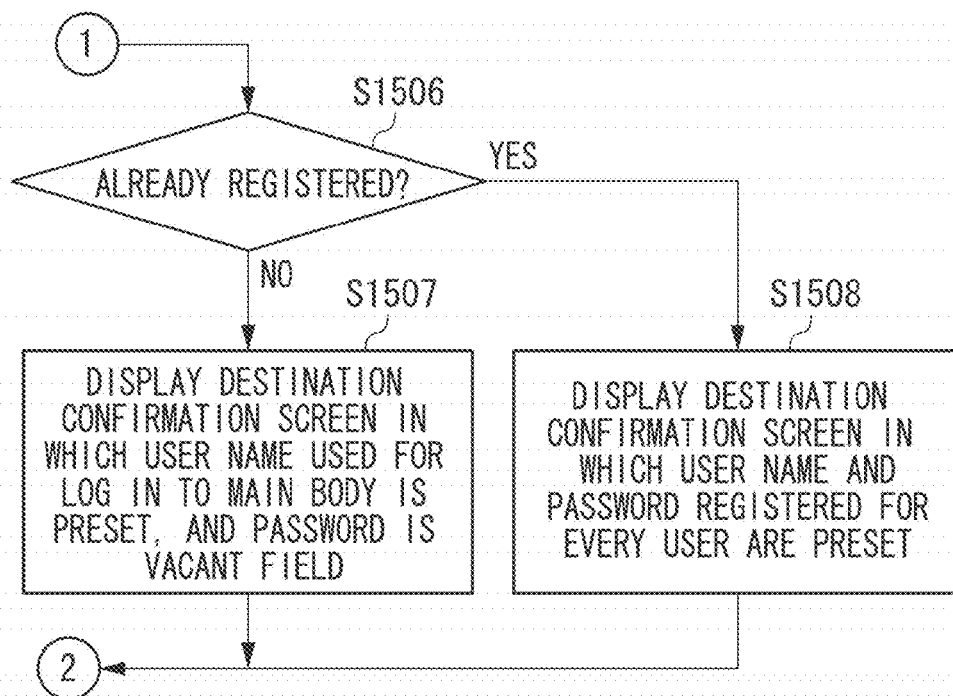 1
S1506
ALREADY REGISTERED?
YES
NO
S1507
DISPLAY DESTINATION
CONFIRMATION SCREEN IN
WHICH USER NAME USED FOR
LOG IN TO MAIN BODY IS
PRESET, AND PASSWORD IS
VACANT FIELD
S1508
DISPLAY DESTINATION
CONFIRMATION SCREEN IN
WHICH USER NAME AND
PASSWORD REGISTERED FOR
EVERY USER ARE PRESET
2